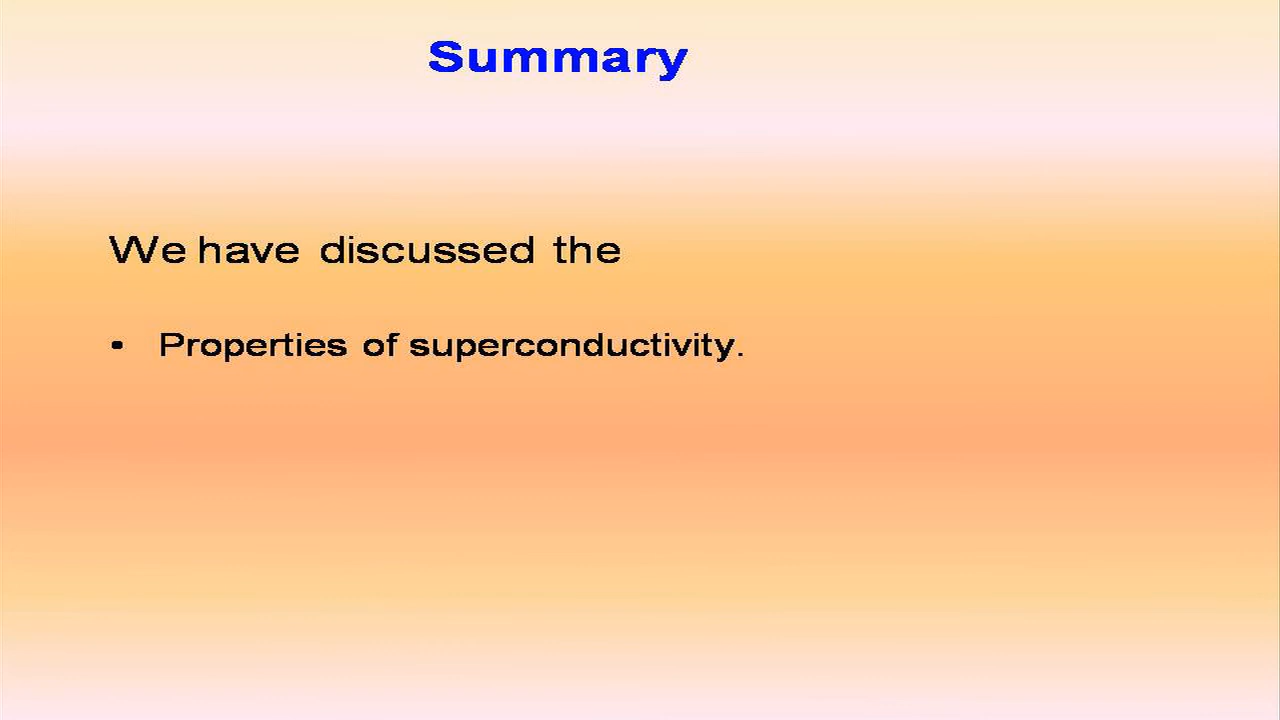 Summary
We have discussed the
• Properties of superconductivity.